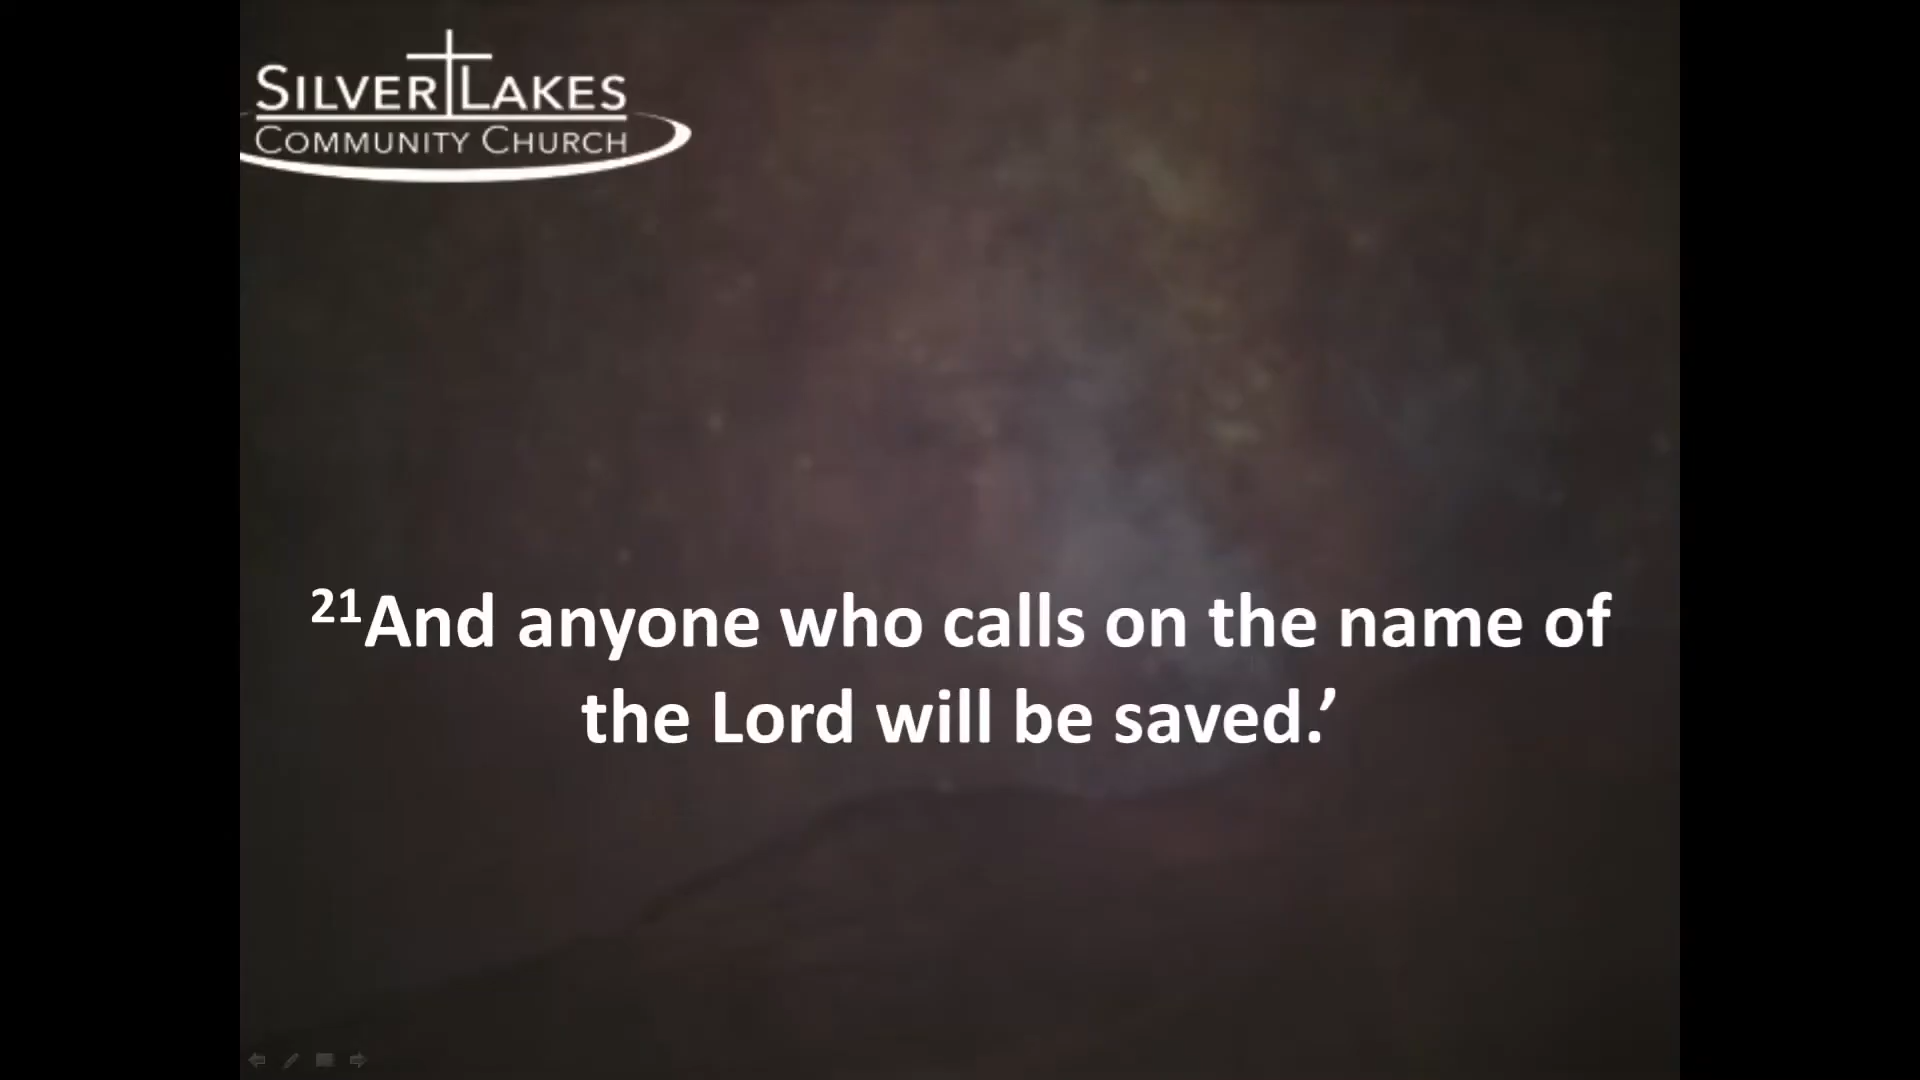 SILVER LAKES
COMMUNITY CHURCH
²¹And anyone who calls on the name of
the Lord will be saved.’